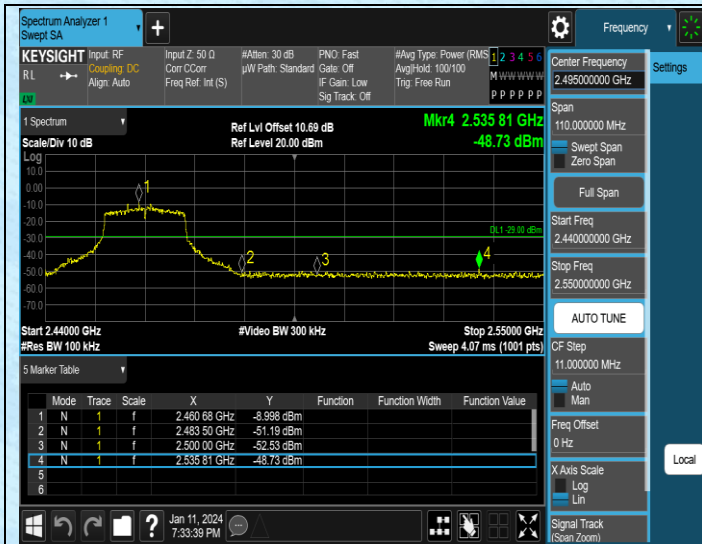 Spectrum Analyzer 1
Swept SA
+
Frequency
KEYSIGHT
RL
LXI
Input: RF
Coupling: DC
Align: Auto
Input Z: 50 Ω
Corr CCorr
Freq Ref: Int (S)
#Atten: 30 dB
µW Path: Standard
PNO: Fast
Gate: Off
IF Gain: Low
Sig Track: Off
#Avg Type: Power (RMS
Avg|Hold: 100/100
Trig: Free Run
1 2 3 4 5 6
M W W W W W
P P P P P P
1 Spectrum
Scale/Div 10 dB
Ref Lvl Offset 10.69 dB
Ref Level 20.00 dBm
Mkr4 2.535 81 GHz
-48.73 dBm
Log
10.0
0.00
-10.0
-20.0
-30.0
-40.0
-50.0
-60.0
-70.0
1
2
3
4
DL1 -29.00 dBm
Start 2.44000 GHz
#Res BW 100 kHz
#Video BW 300 kHz
Stop 2.55000 GHz
Sweep 4.07 ms (1001 pts)
5 Marker Table
Mode Trace Scale X Y Function Function Width Function Value
1 N 1 f 2.460 68 GHz -8.998 dBm
2 N 1 f 2.483 50 GHz -51.19 dBm
3 N 1 f 2.500 00 GHz -52.53 dBm
4 N 1 f 2.535 81 GHz -48.73 dBm
5
6
?
Jan 11, 2024
7:33:39 PM
Center Frequency
2.495000000 GHz
Span
110.000000 MHz
Swept Span
Zero Span
Full Span
Start Freq
2.440000000 GHz
Stop Freq
2.550000000 GHz
AUTO TUNE
CF Step
11.000000 MHz
Auto
Man
Freq Offset
0 Hz
X Axis Scale
Log
Lin
Signal Track
(Span Zoom)
Settings
Local